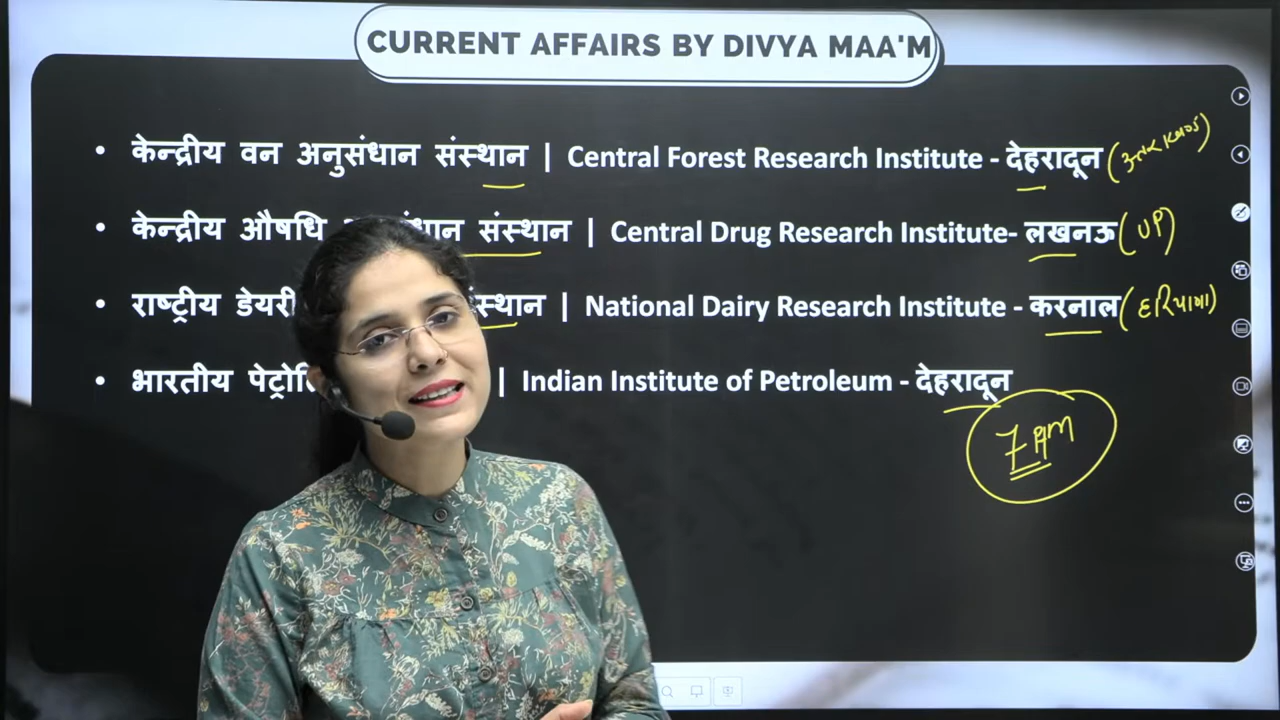 CURRENT AFFAIRS BY DIVYA MAA'M
• केन्द्रीय वन अनुसंधान संस्थान | Central Forest Research Institute - देहरादून
• केन्द्रीय औषधि संस्थान | Central Drug Research Institute- लखनऊ (UP)
• राष्ट्रीय डेयरी संस्थान | National Dairy Research Institute - करनाल (हरियाणा)
• भारतीय | Indian Institute of Petroleum - देहरादून
7 AM